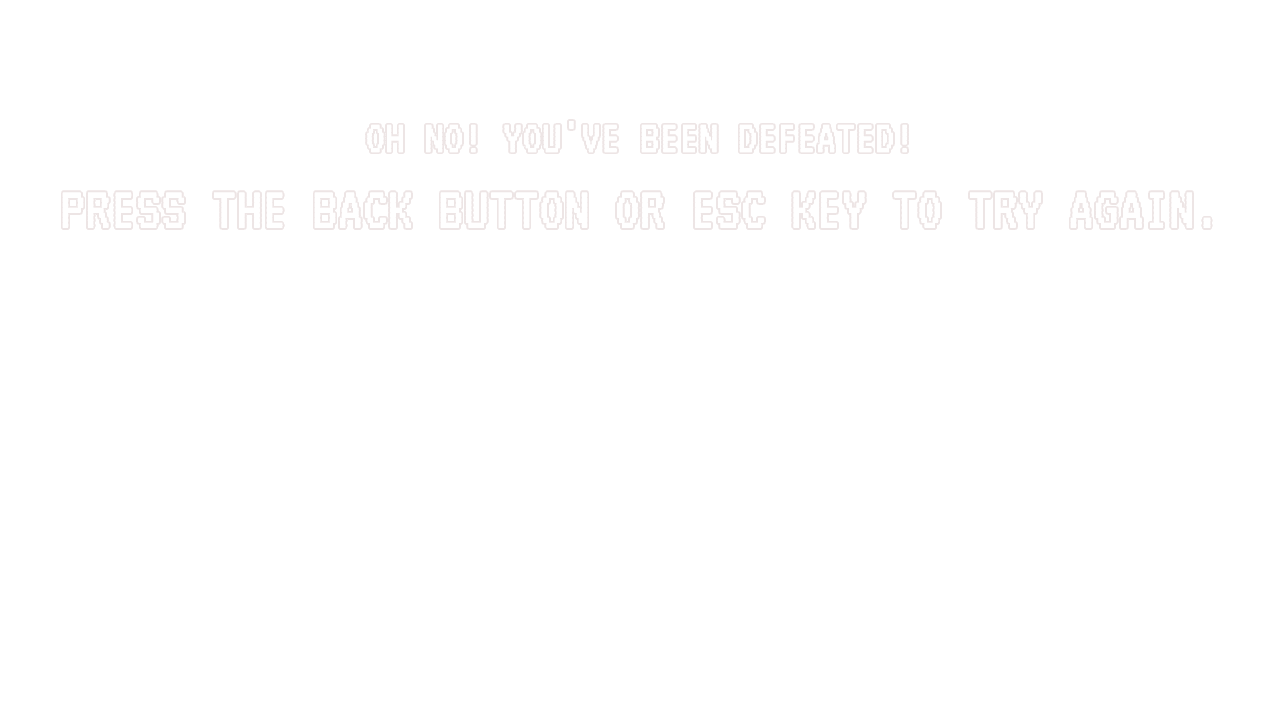 OH NO! YOU'VE BEEN DEFEATED!
PRESS THE BACK BUTTON OR ESC KEY TO TRY AGAIN.